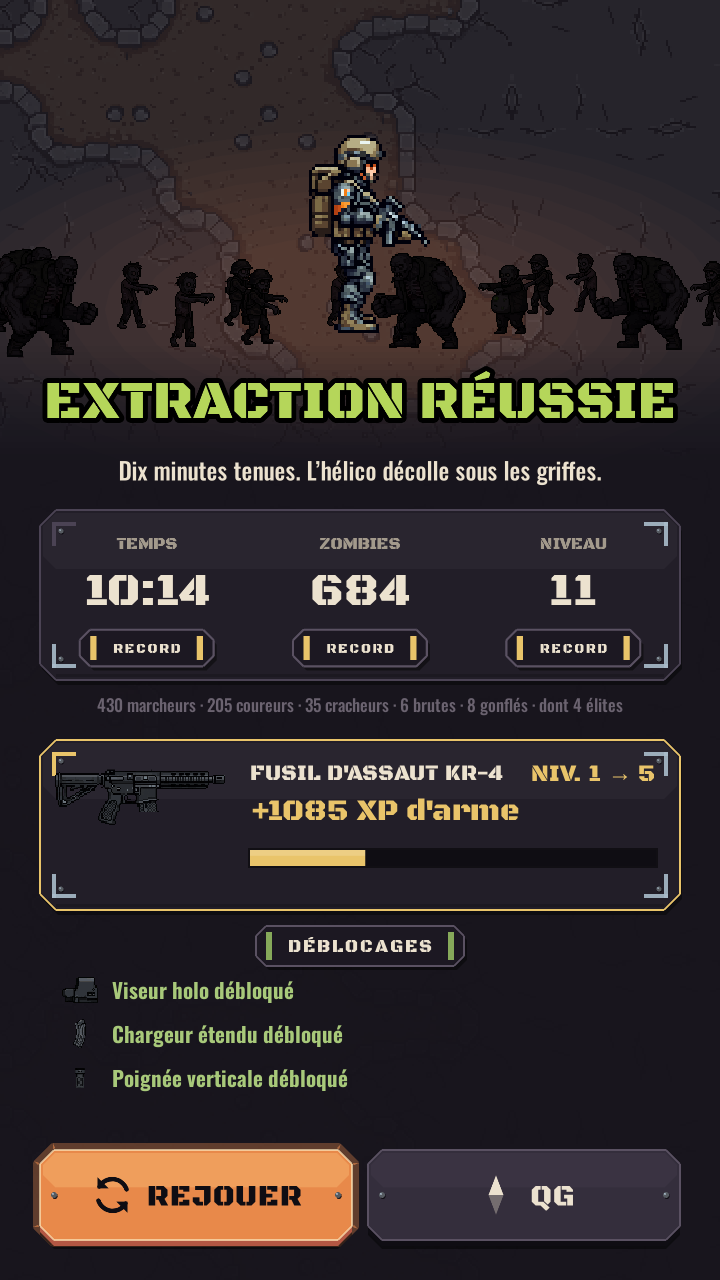 EXTRACTION RÉUSSIE
Dix minutes tenues. L'hélico décolle sous les griffes.
TEMPS ZOMBIES NIVEAU
10:14 684 11
RECORD RECORD RECORD
430 marcheurs · 205 coureurs · 35 cracheurs · 6 brutes · 8 gonflés · dont 4 élites
FUSIL D'ASSAUT KR-4 NIV. 1 → 5
+1085 XP d'arme
DÉBLOCAGES
Viseur holo débloqué
Chargeur étendu débloqué
Poignée verticale débloqué
REJOUER QG